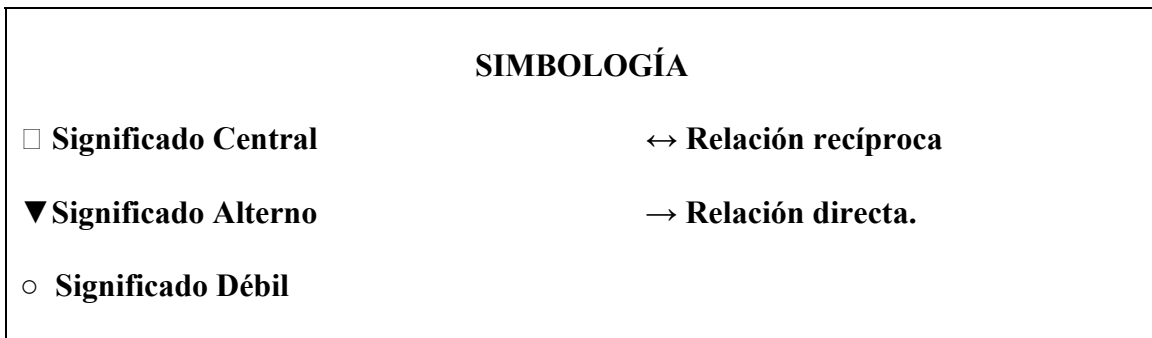 SIMBOLOGÍA
□ Significado Central ↔ Relación recíproca
▼Significado Alterno → Relación directa.
○ Significado Débil